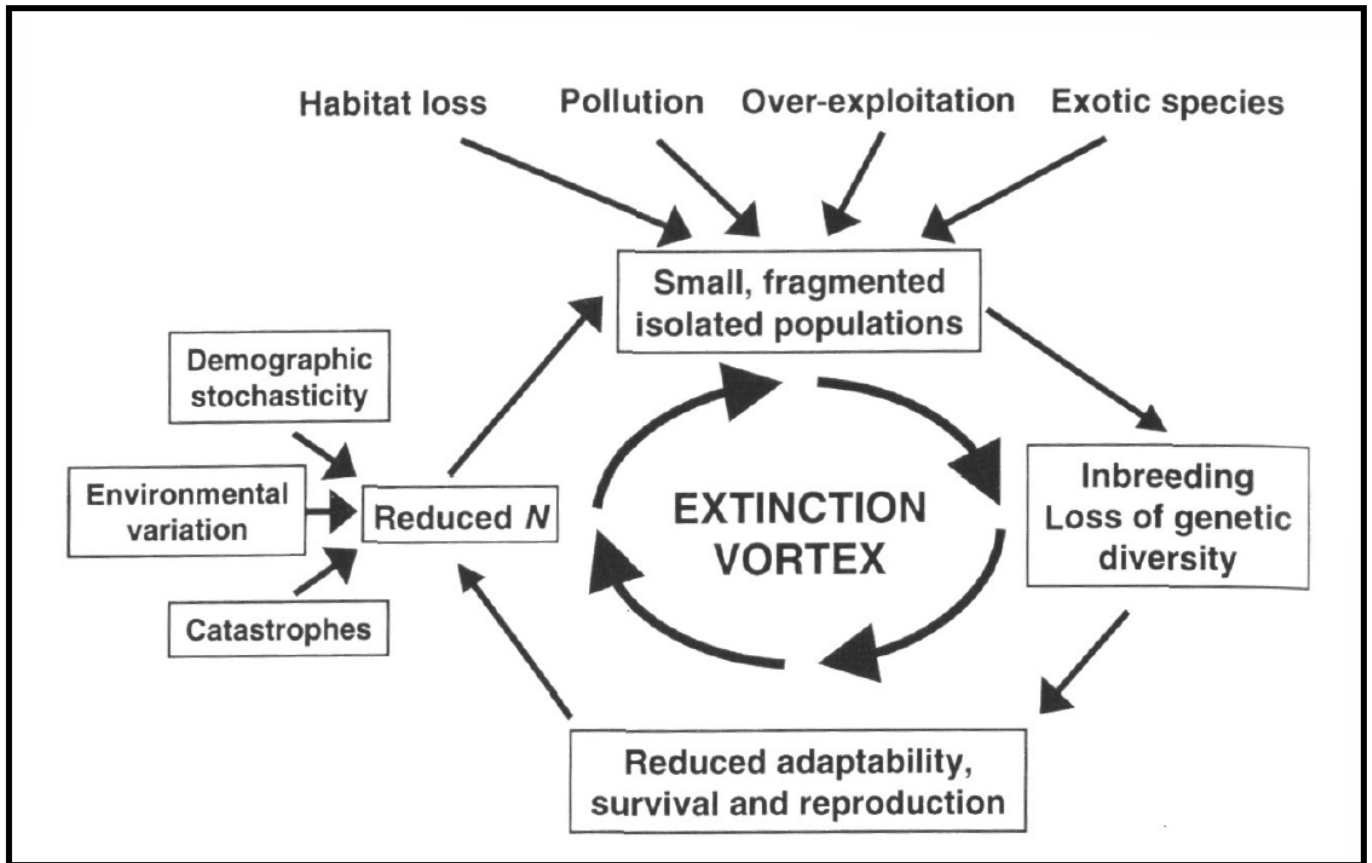 Habitat loss
Pollution
Over-exploitation
Exotic species
Small, fragmented
isolated populations
Demographic
stochasticity
Environmental
variation
Reduced N
Catastrophes
EXTINCTION
VORTEX
Inbreeding
Loss of genetic
diversity
Reduced adaptability,
survival and reproduction